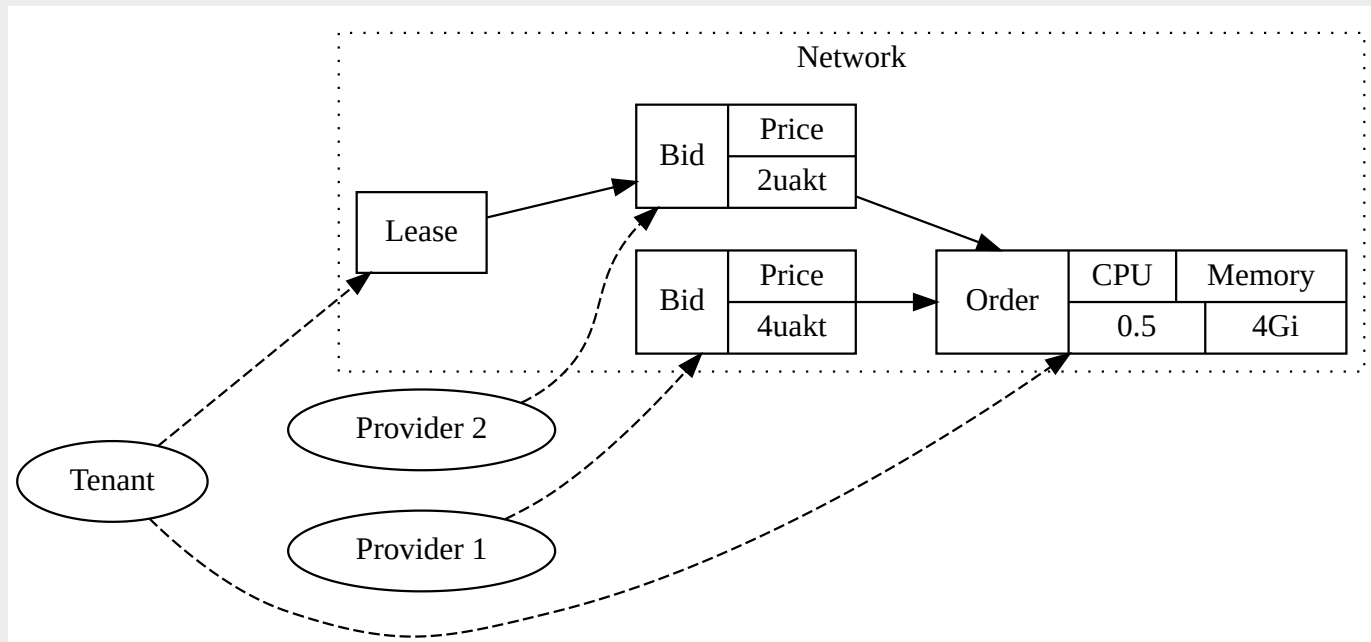 Network
Bid
Price
2uakt
Lease
Bid
Price
4uakt
Order
CPU
Memory
0.5
4Gi
Provider 2
Tenant
Provider 1